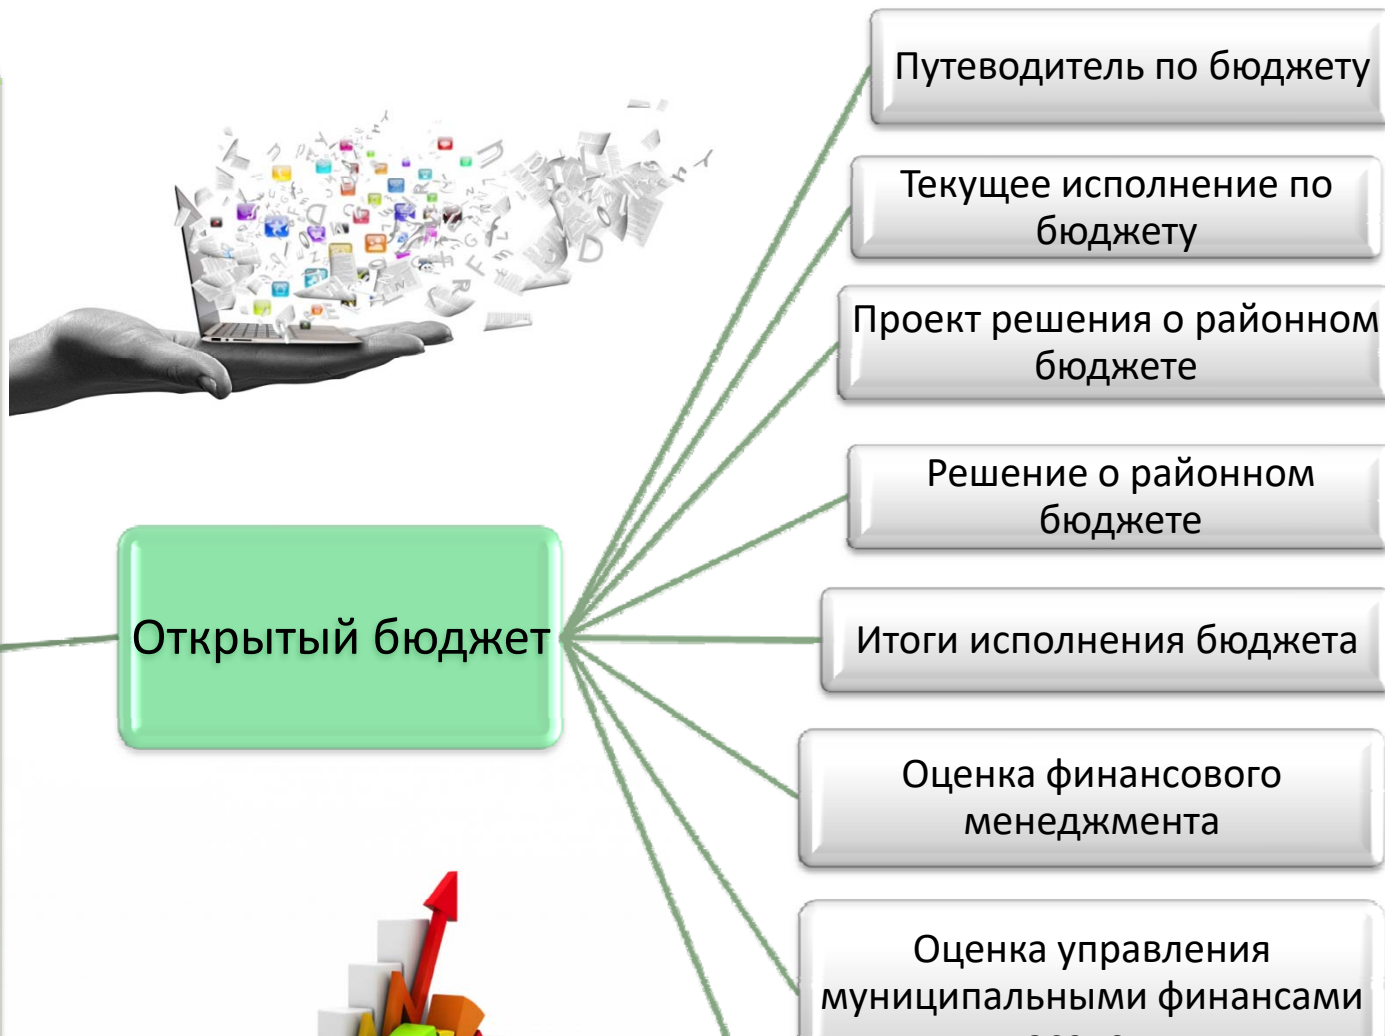 Путеводитель по бюджету
Текущее исполнение по
бюджету
Проект решения о районном
бюджете
Решение о районном
бюджете
Открытый бюджет
Итоги исполнения бюджета
Оценка финансового
менеджмента
Оценка управления
муниципальными финансами